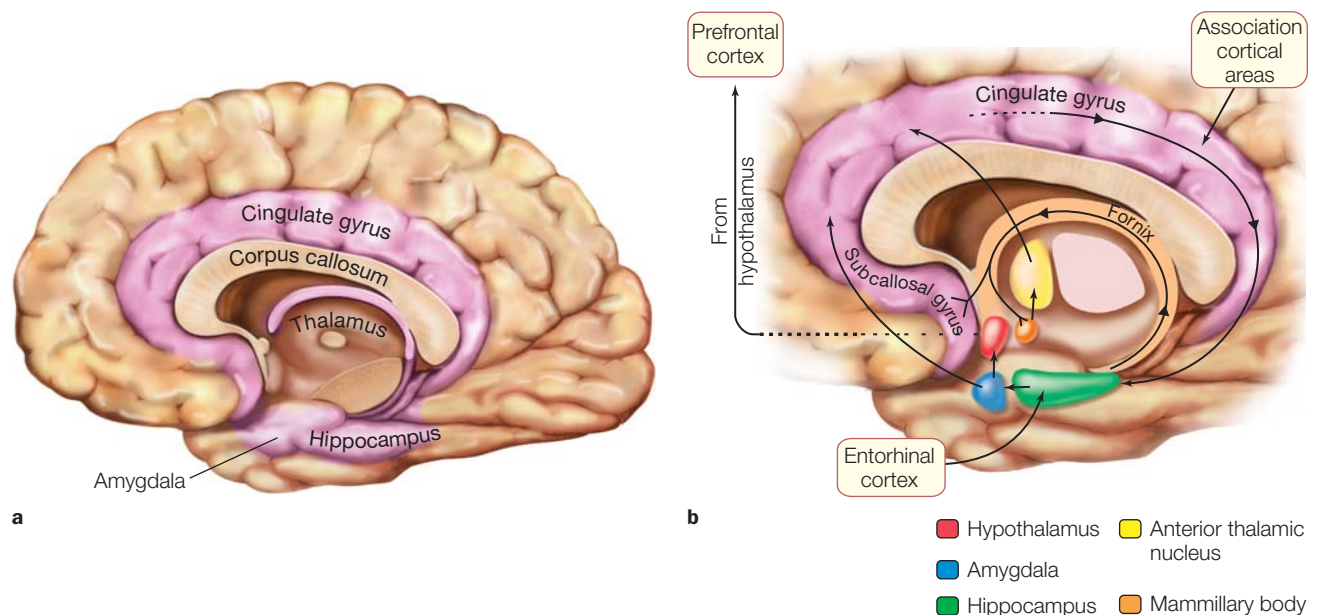 Cingulate gyrus
Corpus callosum
Thalamus
Hippocampus
Amygdala
a
Prefrontal
cortex
Association
cortical
areas
Cingulate gyrus
From
hypothalamus
Fornix
Subcallosal gyrus
Entorhinal
cortex
b
Hypothalamus
Amygdala
Hippocampus
Anterior thalamic
nucleus
Mammillary body